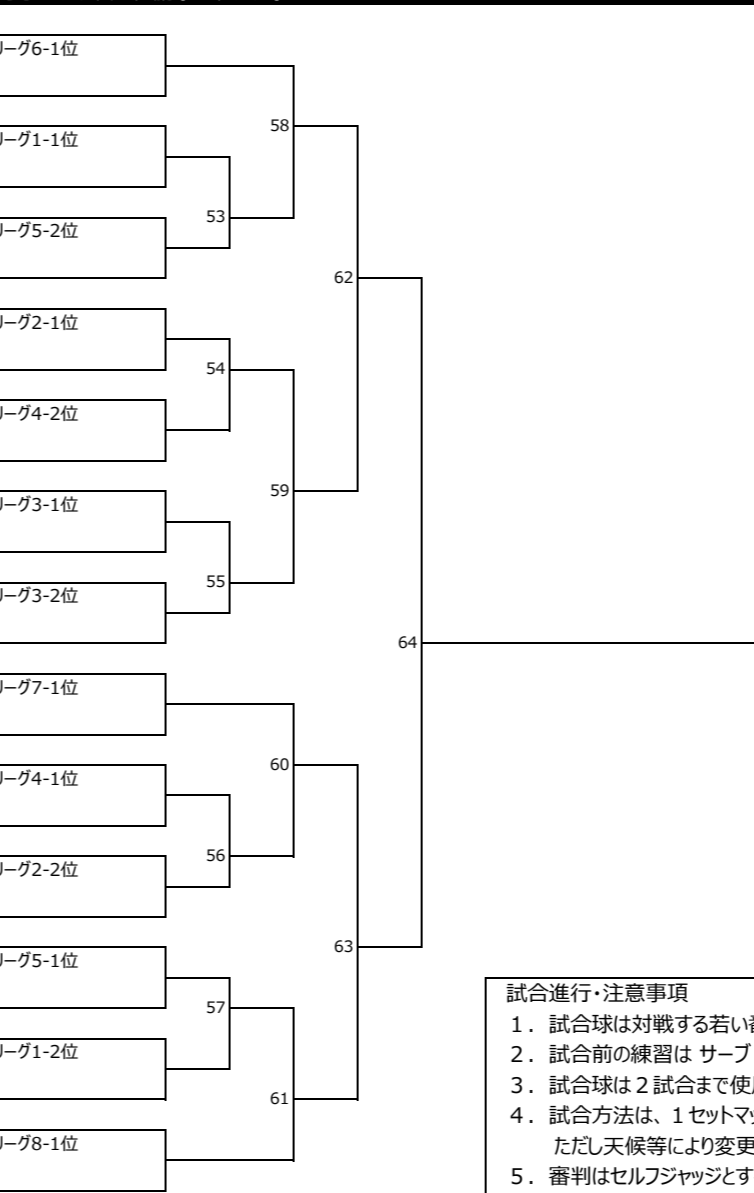 リーグ6-1位
58
リーグ1-1位
53
リーグ5-2位
62
リーグ2-1位
54
リーグ4-2位
59
リーグ3-1位
55
リーグ3-2位
64
リーグ7-1位
60
リーグ4-1位
56
リーグ2-2位
63
リーグ5-1位
57
リーグ1-2位
61
リーグ8-1位
試合進行・注意事項
１．試合球は対戦する若い
２．試合前の練習は サーブ
３．試合球は２試合まで使
４．試合方法は、１セットマッ
ただし天候等により変更
５．審判はセルフジャッジとす